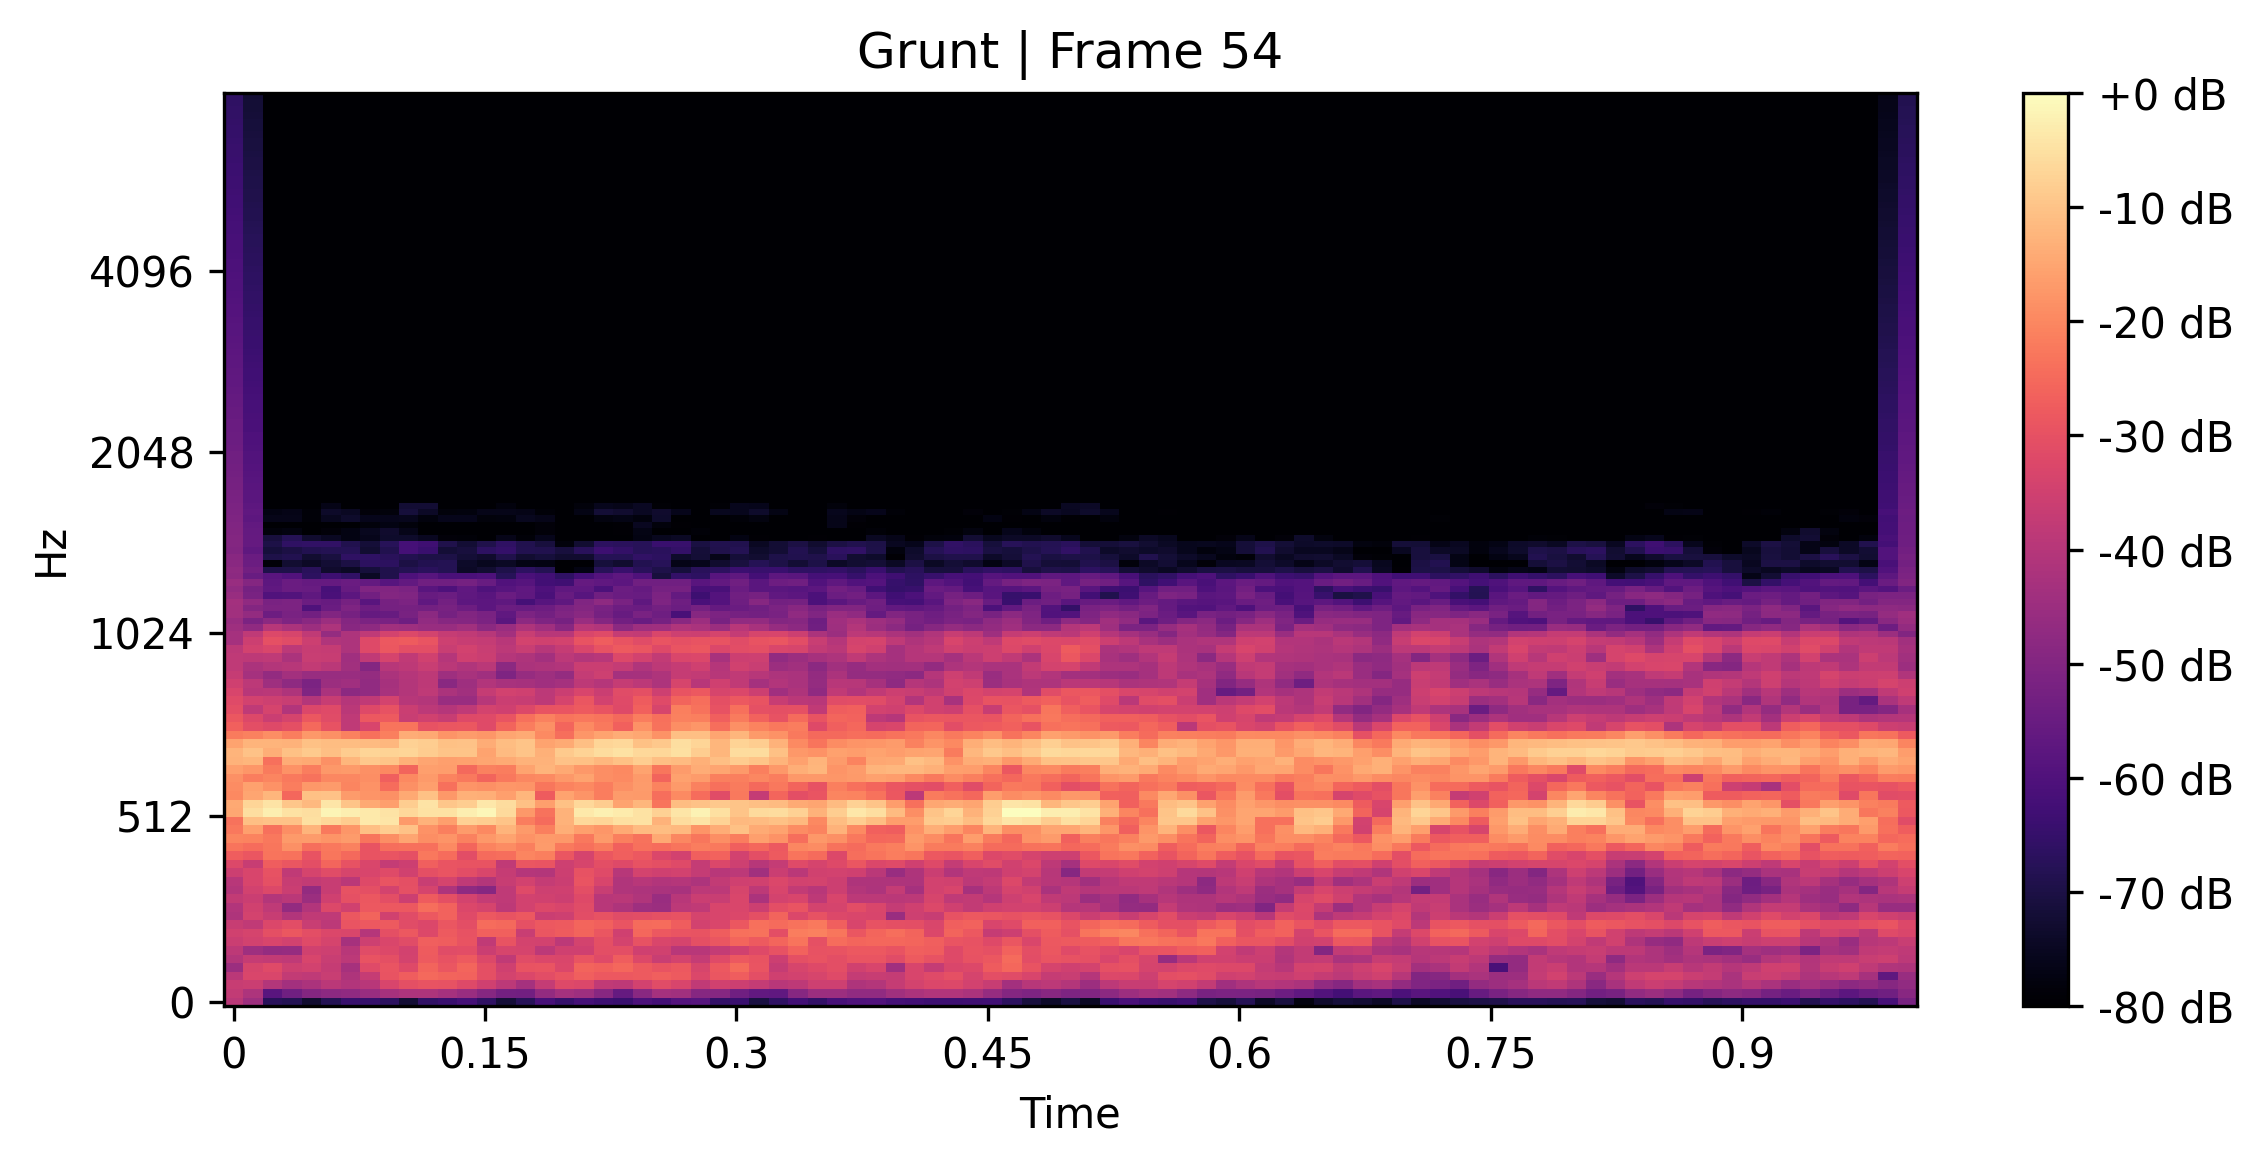 Grunt | Frame 54
+0 dB
-10 dB
-20 dB
-30 dB
-40 dB
-50 dB
-60 dB
-70 dB
-80 dB
4096
2048
1024
512
0
Hz
0 0.15 0.3 0.45 0.6 0.75 0.9
Time